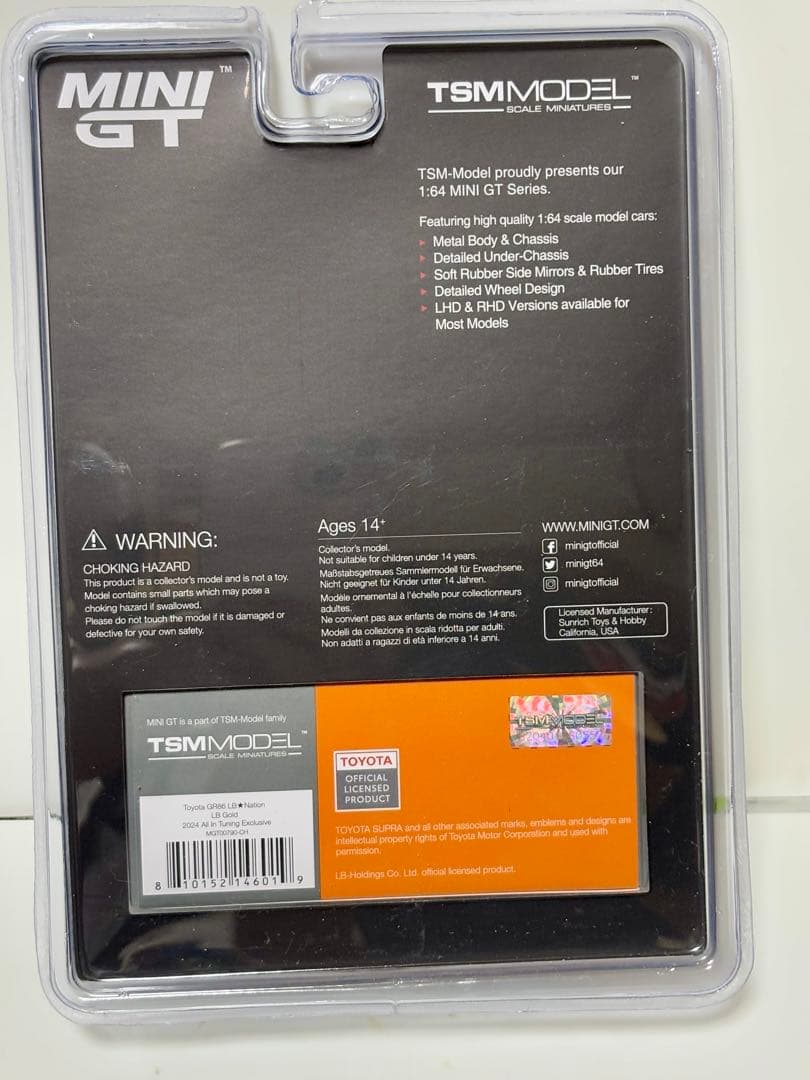 MINI GT™
TSMMODEL™
SCALE MINIATURES
TSM-Model proudly presents our
1:64 MINI GT Series.
Featuring high quality 1:64 scale model cars:
Metal Body & Chassis
Detailed Under-Chassis
Soft Rubber Side Mirrors & Rubber Tires
Detailed Wheel Design
LHD & RHD Versions available for
Most Models
WARNING:
CHOKING HAZARD
This product is a collector's model and is not a toy.
Model contains small parts which may pose a
choking hazard if swallowed.
Please do not touch the model if it is damaged or
defective for your own safety.
Ages 14+
Collector's model.
Not suitable for children under 14 years.
Maßstabsgetreues Sammlermodell für Erwachsene.
Nicht geeignet für Kinder unter 14 Jahren.
Modèle ornemental à l'échelle pour collectionneurs
adultes.
Ne convient pas aux enfants de moins de 14 ans.
Modelli da collezione in scala ridotta per adulti.
Non adatti a ragazzi di età inferiore a 14 anni.
WWW.MINIGT.COM
minigtofficial
minigt64
minigtofficial
Licensed Manufacturer:
Sunrich Toys & Hobby
California, USA
MINI GT is a part of TSM-Model family
TSMMODEL™
SCALE MINIATURES
Toyota GR86 LB★Nation
LB Gold
2024 All In Tuning Exclusive
MGT00790-CH
8 10152 14601 9
TSMMODEL
TOYOTA
OFFICIAL
LICENSED
PRODUCT
TOYOTA SUPRA and all other associated marks, emblems and designs are
intellectual property rights of Toyota Motor Corporation and used with
permission.
LB-Holdings Co. Ltd. official licensed product.